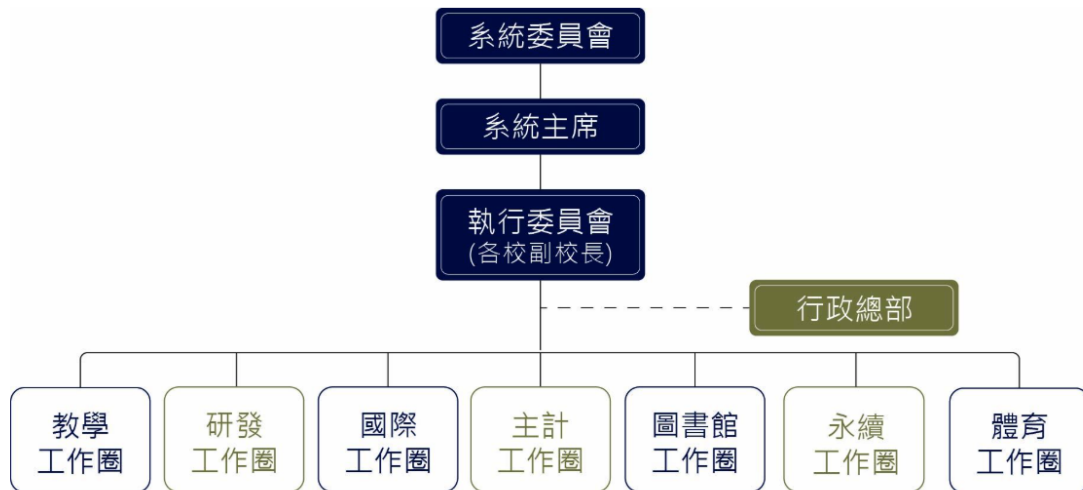 系統委員會
系統主席
執行委員會
(各校副校長)
行政總部
教學
工作圈
研發
工作圈
國際
工作圈
主計
工作圈
圖書館
工作圈
永續
工作圈
體育
工作圈